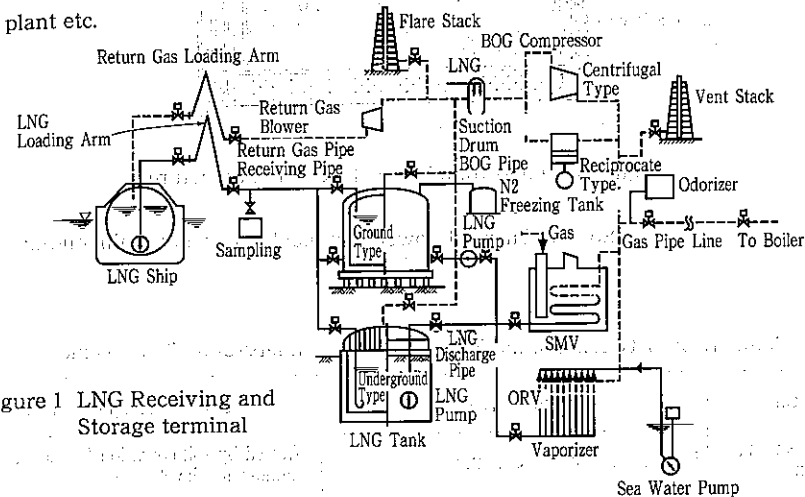 plant etc.
Flare Stack
Return Gas Loading Arm
BOG Compressor
LNG
Centrifugal
Type
LNG
Loading Arm
Return Gas
Blower
Vent Stack
Suction
Drum
BOG Pipe
Return Gas Pipe
Receiving Pipe
Reciprocate
Type
Odorizer
N2
Freezing Tank
LNG
Pump
Gas
Ground
Type
Gas Pipe Line
To Boiler
Sampling
LNG Ship
SMV
LNG
Discharge
Pipe
Underground
Type
LNG
Pump
ORV
gure 1 LNG Receiving and
Storage terminal
LNG Tank
Vaporizer
Sea Water Pump